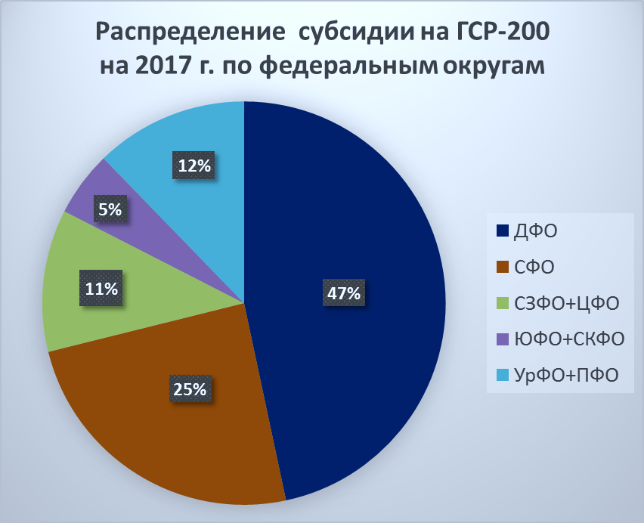 Распределение субсидии на ГСР-200
на 2017 г. по федеральным округам
12%
5%
11%
47%
25%
ДФО
СФО
СЗФО+ЦФО
ЮФО+СКФО
УрФО+ПФО